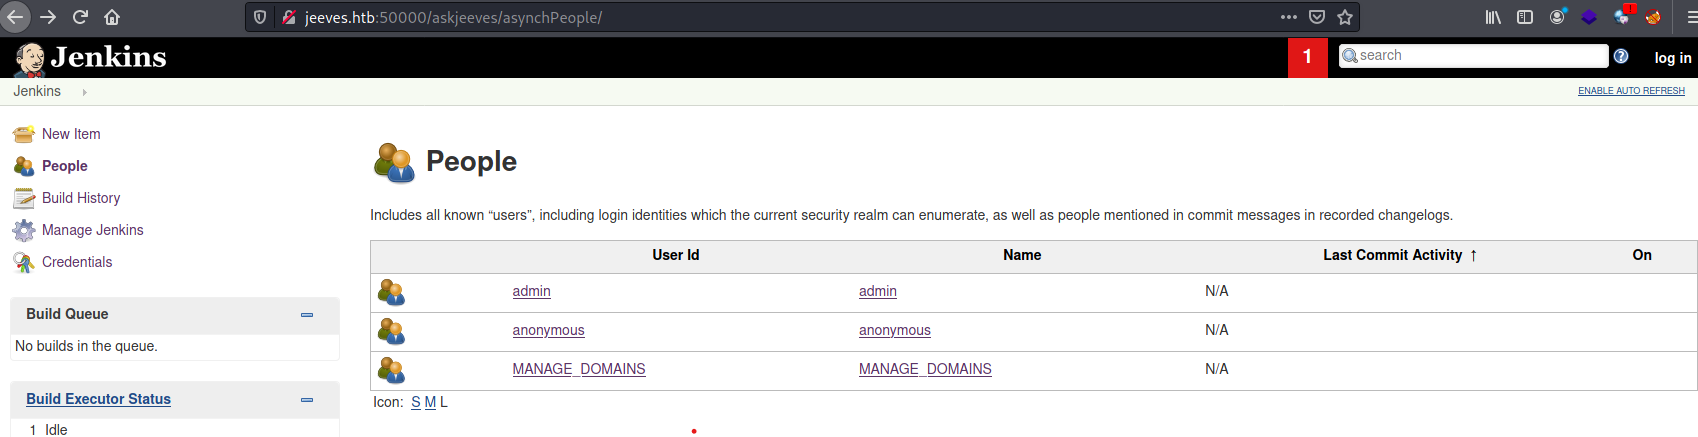 jeeves.htb:50000/askjeeves/asynchPeople/
1
Jenkins
1
search
log in
Jenkins
ENABLE AUTO REFRESH
New Item
People
Build History
Manage Jenkins
Credentials
Build Queue
No builds in the queue.
Build Executor Status
1 Idle
People
Includes all known “users”, including login identities which the current security realm can enumerate, as well as people mentioned in commit messages in recorded changelogs.
User Id Name Last Commit Activity ↑ On
admin admin N/A
anonymous anonymous N/A
MANAGE_DOMAINS MANAGE_DOMAINS N/A
Icon: S M L